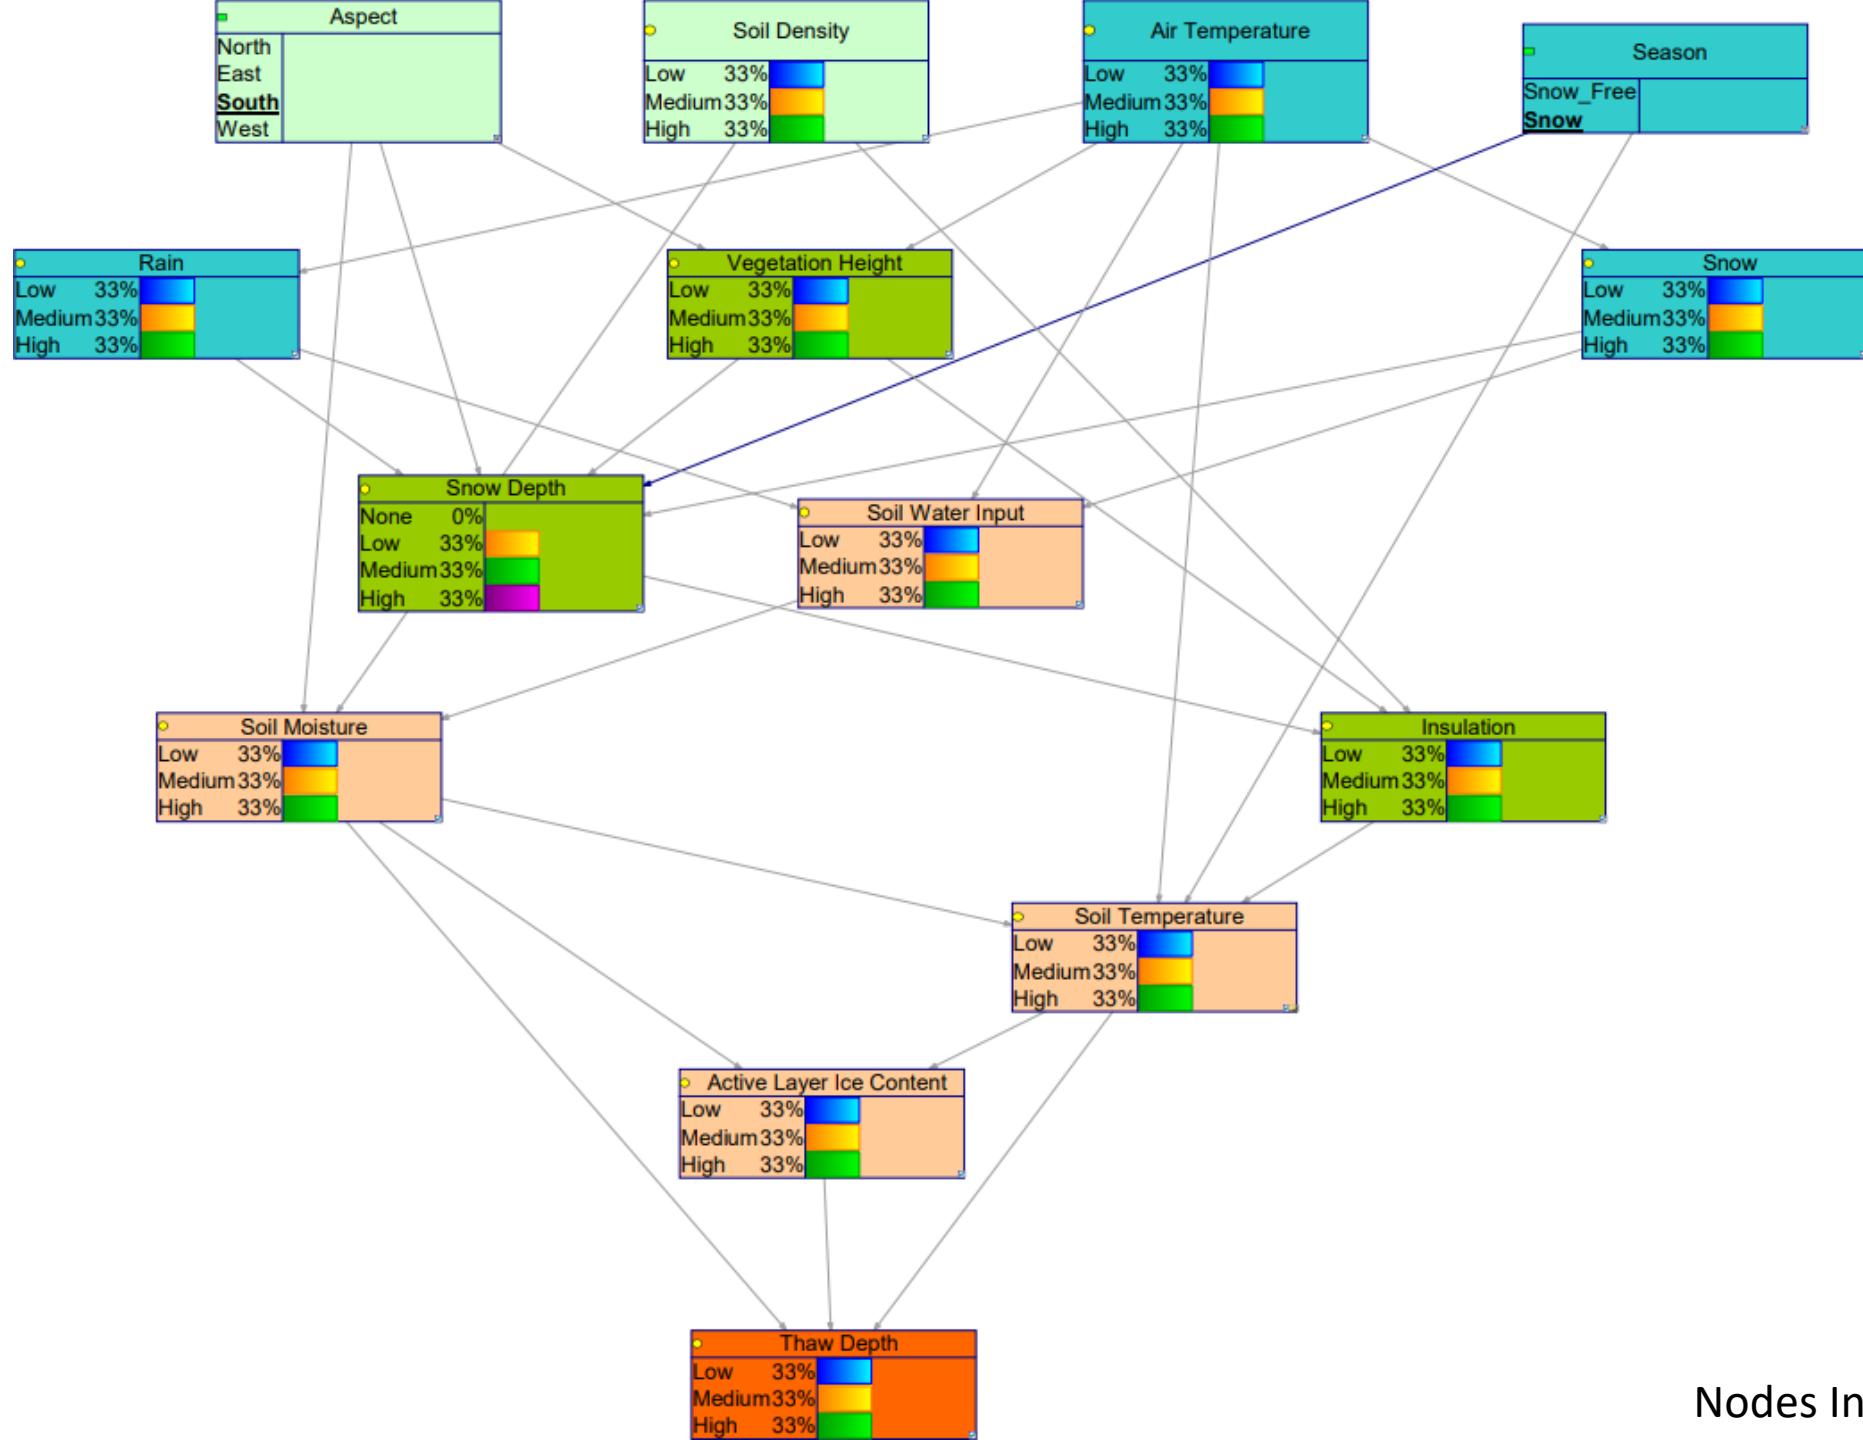 Aspect
North
East
South
West
Soil Density
Low 33%
Medium 33%
High 33%
Air Temperature
Low 33%
Medium 33%
High 33%
Season
Snow_Free
Snow
Rain
Low 33%
Medium 33%
High 33%
Vegetation Height
Low 33%
Medium 33%
High 33%
Snow
Low 33%
Medium 33%
High 33%
Snow Depth
None 0%
Low 33%
Medium 33%
High 33%
Soil Water Input
Low 33%
Medium 33%
High 33%
Soil Moisture
Low 33%
Medium 33%
High 33%
Insulation
Low 33%
Medium 33%
High 33%
Soil Temperature
Low 33%
Medium 33%
High 33%
Active Layer Ice Content
Low 33%
Medium 33%
High 33%
Thaw Depth
Low 33%
Medium 33%
High 33%
Nodes In